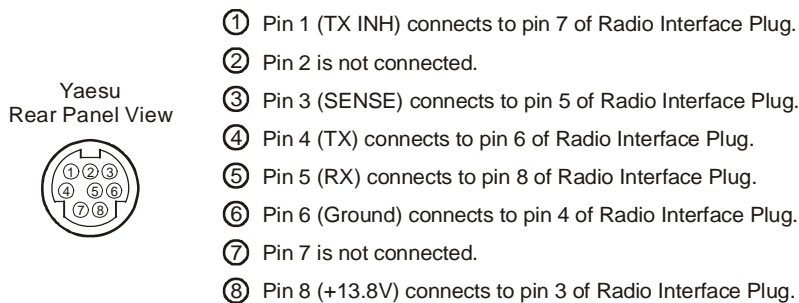 Yaesu
Rear Panel View
① ② ③
④ ⑤ ⑥
⑦ ⑧
① Pin 1 (TX INH) connects to pin 7 of Radio Interface Plug.
② Pin 2 is not connected.
③ Pin 3 (SENSE) connects to pin 5 of Radio Interface Plug.
④ Pin 4 (TX) connects to pin 6 of Radio Interface Plug.
⑤ Pin 5 (RX) connects to pin 8 of Radio Interface Plug.
⑥ Pin 6 (Ground) connects to pin 4 of Radio Interface Plug.
⑦ Pin 7 is not connected.
⑧ Pin 8 (+13.8V) connects to pin 3 of Radio Interface Plug.